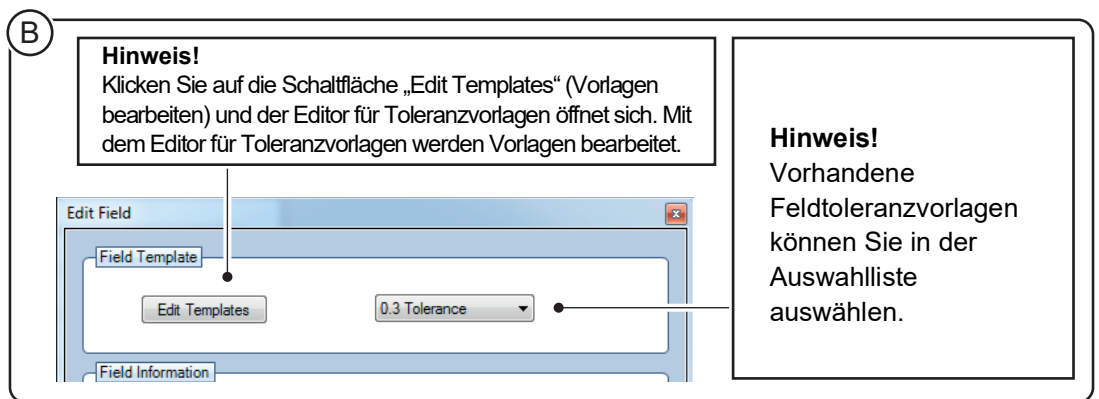 B
Hinweis!
Klicken Sie auf die Schaltfläche „Edit Templates“ (Vorlagen
bearbeiten) und der Editor für Toleranzvorlagen öffnet sich. Mit
dem Editor für Toleranzvorlagen werden Vorlagen bearbeitet.
Hinweis!
Vorhandene
Feldtoleranzvorlagen
können Sie in der
Auswahlliste
auswählen.
Edit Field
Field Template
Edit Templates
0.3 Tolerance
Field Information